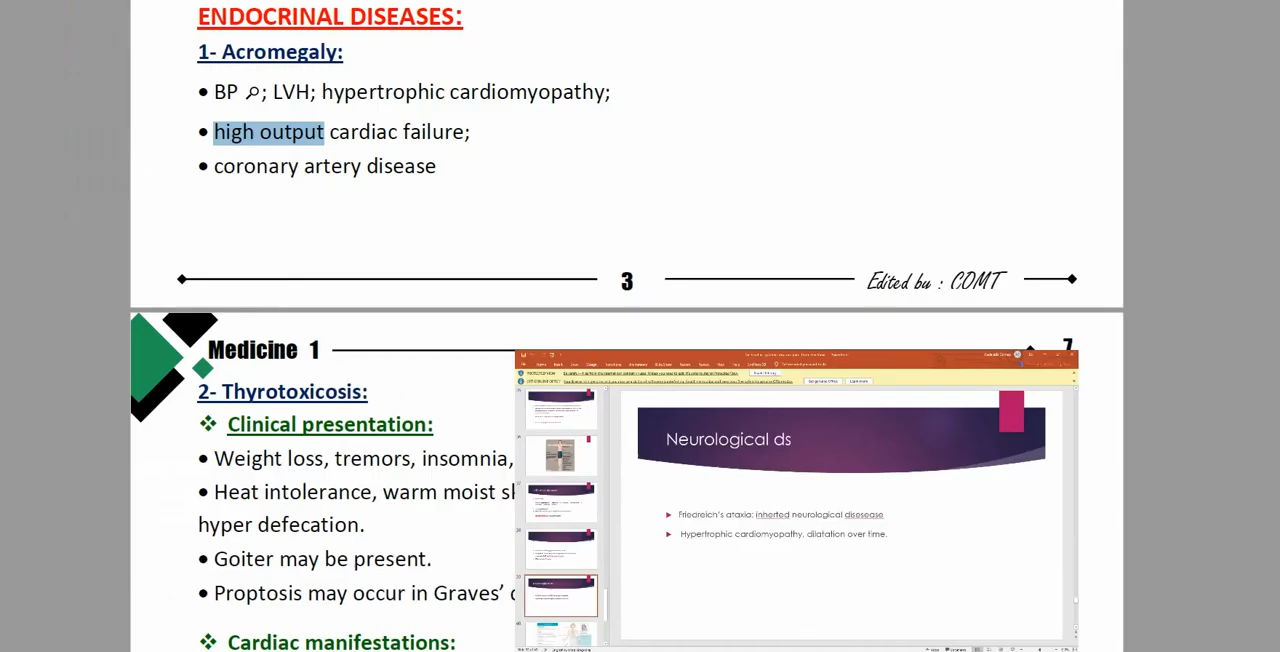 ENDOCRINAL DISEASES:
1- Acromegaly:
• BP ; LVH; hypertrophic cardiomyopathy;
• high output cardiac failure;
• coronary artery disease
3
Edited by : COMT
Medicine 1
7
2- Thyrotoxicosis:
❖ Clinical presentation:
• Weight loss, tremors, insomnia,
• Heat intolerance, warm moist sk
hyper defecation.
• Goiter may be present.
• Proptosis may occur in Graves’
❖ Cardiac manifestations:
Neurological ds
Friedreich's ataxia: inherted neurological disesease
Hypertrophic cardiomyopathy, dilatation over time.